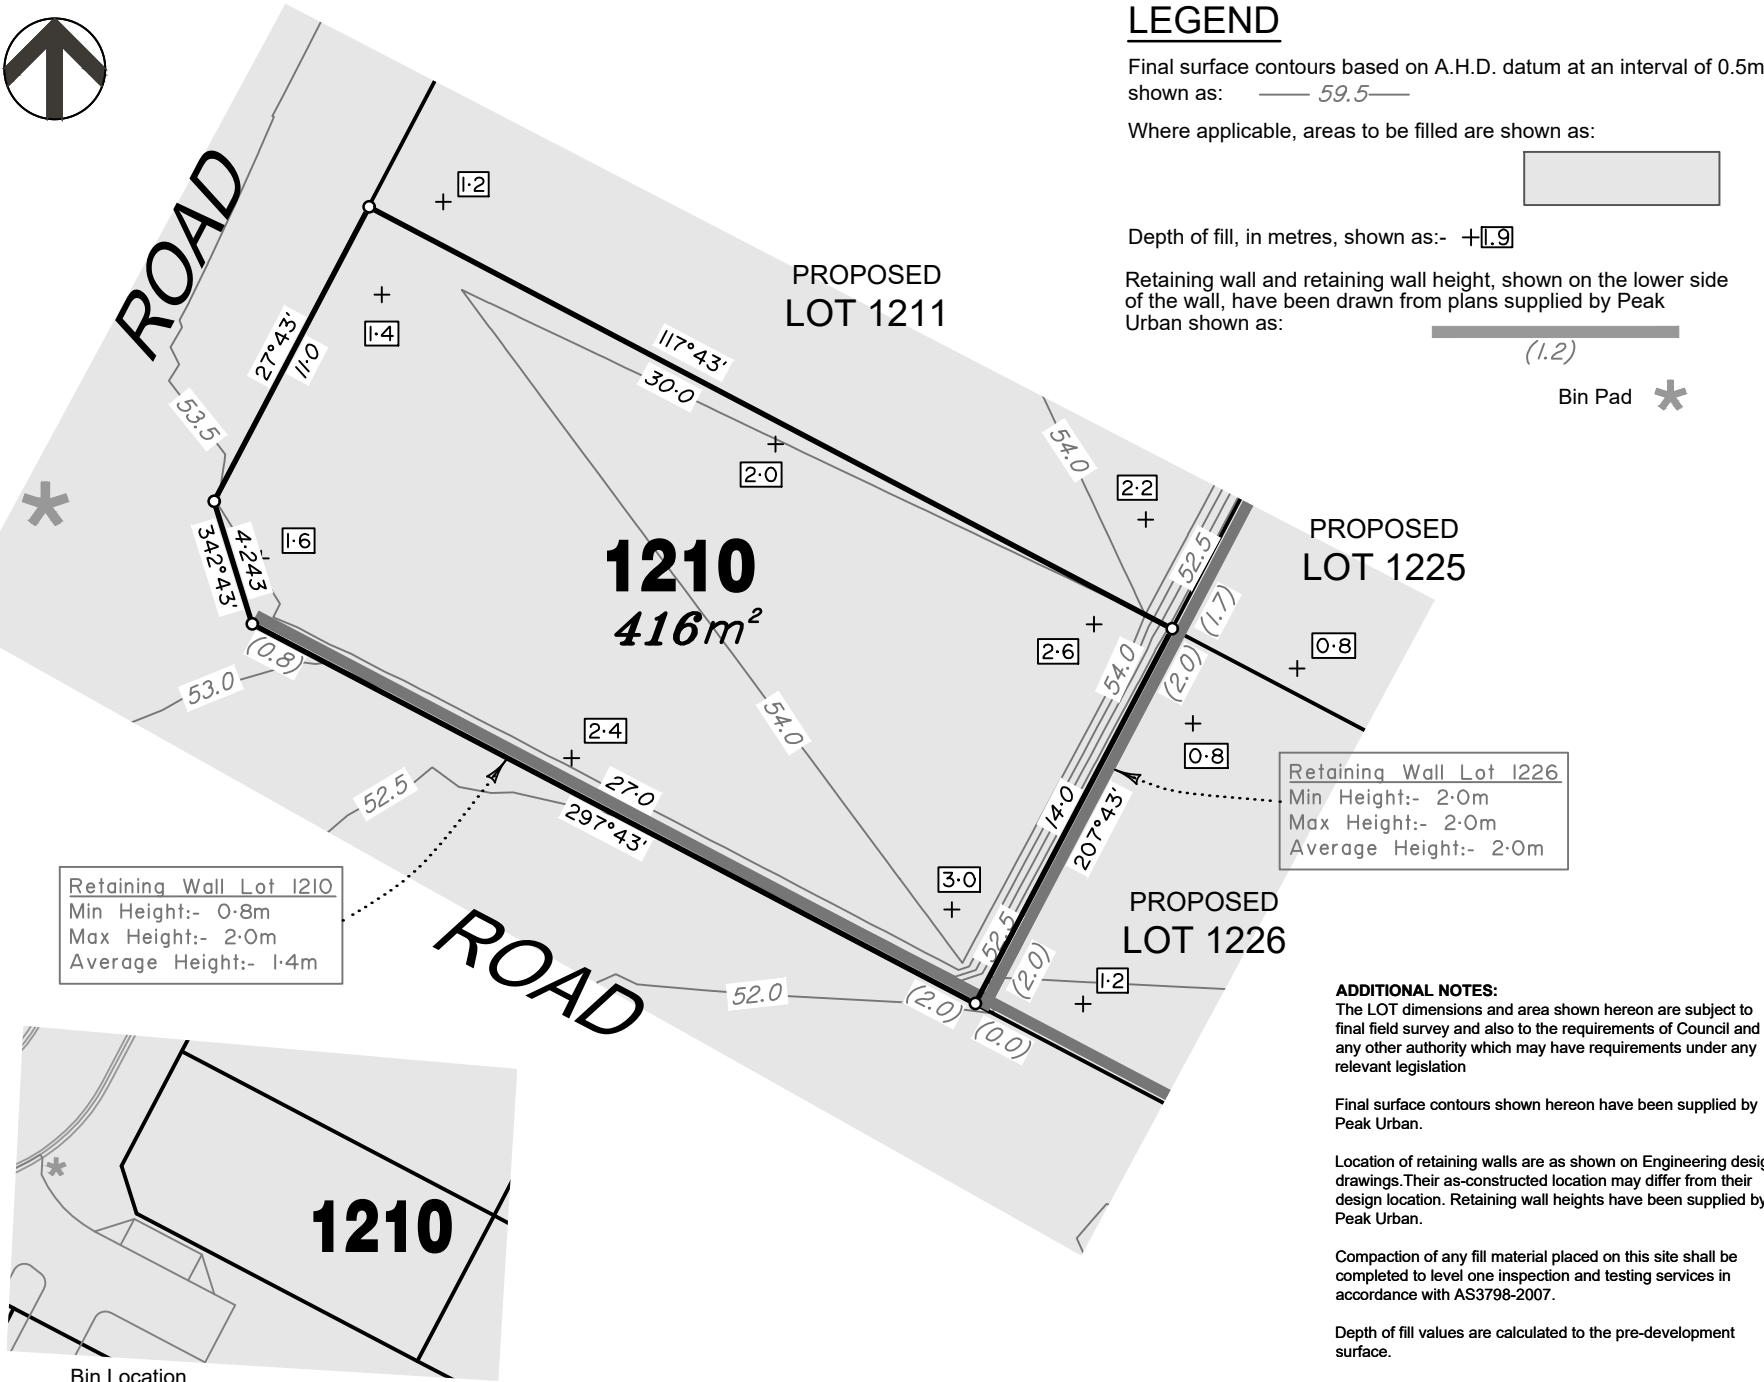 LEGEND
Final surface contours based on A.H.D. datum at an interval of 0.5m
shown as:
59.5
Where applicable, areas to be filled are shown as:
Depth of fill, in metres, shown as:-
1.9
Retaining wall and retaining wall height, shown on the lower side
of the wall, have been drawn from plans supplied by Peak
Urban shown as:
(1.2)
Bin Pad
ROAD
1·2
PROPOSED
LOT 1211
1·4
27°43'
11·0
117°43'
30·0
53.5
54.0
2·0
2·2
52.5
PROPOSED
LOT 1225
1·6
4·243
342°43'
1210
416m²
(1.7)
2·6
54.0
(2.0)
0·8
(0.8)
53.0
2·4
54.0
0·8
52.5
27·0
297°43'
14·0
207°43'
Retaining Wall Lot 1226
Min Height:- 2·0m
Max Height:- 2·0m
Average Height:- 2·0m
Retaining Wall Lot 1210
Min Height:- 0·8m
Max Height:- 2·0m
Average Height:- 1·4m
3·0
PROPOSED
LOT 1226
52.5
(2.0)
1·2
ROAD
52.0
(2.0)
(0.0)
1210
Bin Location
ADDITIONAL NOTES:
The LOT dimensions and area shown hereon are subject to
final field survey and also to the requirements of Council and
any other authority which may have requirements under any
relevant legislation
Final surface contours shown hereon have been supplied by
Peak Urban.
Location of retaining walls are as shown on Engineering desig
drawings.Their as-constructed location may differ from their
design location. Retaining wall heights have been supplied by
Peak Urban.
Compaction of any fill material placed on this site shall be
completed to level one inspection and testing services in
accordance with AS3798-2007.
Depth of fill values are calculated to the pre-development
surface.